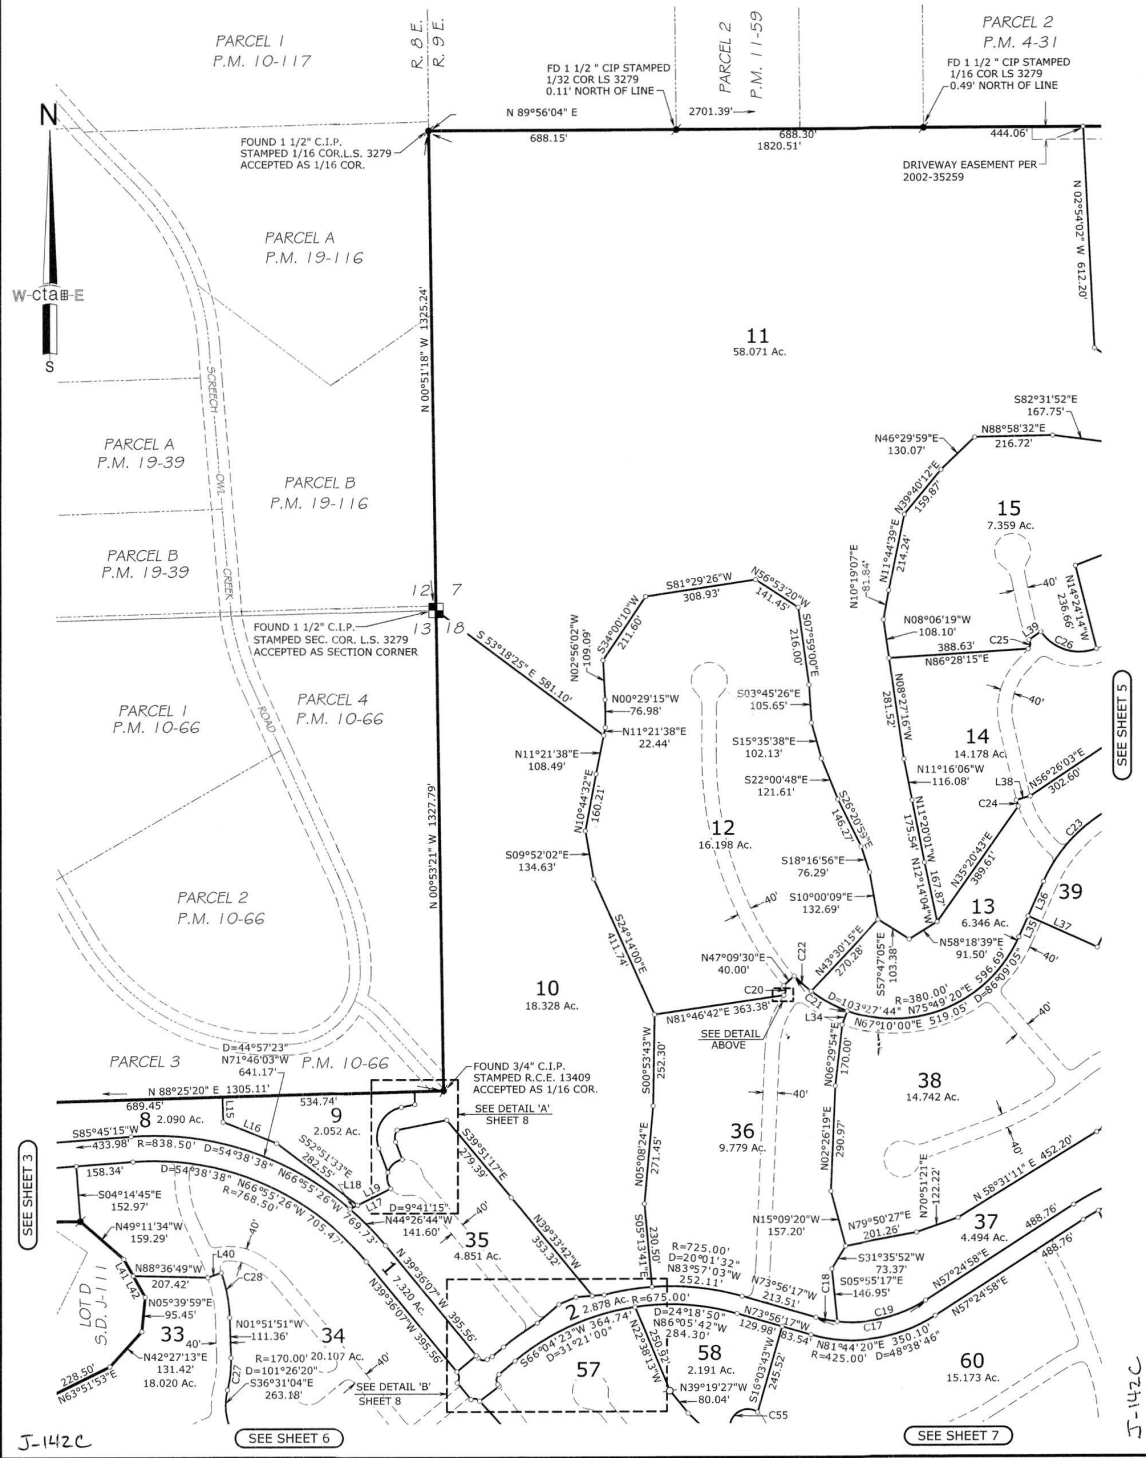 PARCEL 1
P.M. 10-117
R. 8 E.
R. 9 E.
PARCEL 2
P.M. 11-59
PARCEL 2
P.M. 4-31
FD 1 1/2 " CIP STAMPED
1/32 COR LS 3279
0.11' NORTH OF LINE
FD 1 1/2 " CIP STAMPED
1/16 COR LS 3279
0.49' NORTH OF LINE
N 89°56'04" E
2701.39'
688.15'
688.30'
1820.51'
444.06'
N
W-cta-E
S
FOUND 1 1/2" C.I.P.
STAMPED 1/16 COR.L.S. 3279
ACCEPTED AS 1/16 COR.
DRIVEWAY EASEMENT PER
2002-35259
N 02°54'02" W 612.20'
PARCEL A
P.M. 19-116
N 00°51'18" W 1325.24'
11
58.071 Ac.
SCREECH
OWL
CREEK
ROAD
PARCEL A
P.M. 19-39
PARCEL B
P.M. 19-116
PARCEL B
P.M. 19-39
S82°31'52"E
167.75'
N88°58'32"E
216.72'
N46°29'59"E
130.07'
N39°40'12"E
159.87'
N11°44'39"E
214.24'
N10°19'07"E
81.84'
15
7.359 Ac.
40'
N14°24'14"W
236.66'
L39
C25
C26
N08°06'19"W
108.10'
388.63'
N86°28'15"E
12 7
13 18
FOUND 1 1/2" C.I.P.
STAMPED SEC. COR. L.S. 3279
ACCEPTED AS SECTION CORNER
S 53°18'25" E 581.10'
S81°29'26"W
308.93'
N56°53'20"W
141.45'
S34°00'10"W
211.60'
N02°56'02"W
109.09'
S07°59'00"E
216.00'
N00°29'15"W
76.98'
N11°21'38"E
22.44'
N11°21'38"E
108.49'
N10°44'32"E
160.21'
S09°52'02"E
134.63'
S24°14'00"E
411.74'
S03°45'26"E
105.65'
S15°35'38"E
102.13'
S22°00'48"E
121.61'
S26°20'59"E
146.27'
S18°16'56"E
76.29'
S10°00'09"E
132.69'
N08°27'16"W
281.52'
N11°16'06"W
116.08'
N11°20'01"W
175.54'
N12°14'04"W
167.87'
40'
14
14.178 Ac.
L38
C24
N56°26'03"E
302.60'
N35°20'43"E
389.61'
C23
SEE SHEET 5
PARCEL 1
P.M. 10-66
PARCEL 4
P.M. 10-66
N 00°53'21" W 1327.79'
12
16.198 Ac.
40'
13
6.346 Ac.
39
L36
L35
L37
40'
N58°18'39"E
91.50'
S57°47'05"E
103.38'
N43°30'15"E
270.28'
C22
N47°09'30"E
40.00'
C20
C21
N81°46'42"E 363.38'
SEE DETAIL
ABOVE
L34
R=380.00'
D=103°27'44" N75°49'20"E 596.69'
N67°10'00"E 519.05' D=86°09'05"
PARCEL 2
P.M. 10-66
10
18.328 Ac.
S00°53'43"W
252.30'
N06°29'54"E
170.00'
40'
PARCEL 3
P.M. 10-66
D=44°57'23"
N71°46'03"W
641.17'
FOUND 3/4" C.I.P.
STAMPED R.C.E. 13409
ACCEPTED AS 1/16 COR.
SEE DETAIL 'A'
SHEET 8
N 88°25'20" E 1305.11'
689.45'
534.74'
8 2.090 Ac.
L15
L16
9
2.052 Ac.
S85°45'15"W
433.98' R=838.50'
D=54°38'38" N66°55'26"W 769.73'
S52°51'33"E
282.55'
L18
L19
L17
S39°51'17"E
279.39'
40'
36
9.779 Ac.
N05°08'24"E
271.45'
N02°26'19"E
290.97'
38
14.742 Ac.
40'
N70°51'21"E
122.22
N 58°31'11" E 452.20'
SEE SHEET 3
158.34'
D=54°38'38" N66°55'26"W 705.47'
R=768.50'
S04°14'45"E
152.97'
N49°11'34"W
159.29'
D=9°41'15"
N44°26'44"W
141.60'
40'
35
4.851 Ac.
N39°33'42"W
353.32'
S05°13'41"E
230.50'
N15°09'20"W
157.20'
N79°50'27"E
201.26'
37
4.494 Ac.
488.76'
488.76'
N57°24'58"E
N57°24'58"E
S31°35'52"W
73.37'
S05°55'17"E
146.95'
C18
C19
C17
R=725.00'
D=20°01'32"
N83°57'03"W
252.11'
N73°56'17"W
213.51'
LOT D
S.D. J-111
N88°36'49"W
207.42'
L40
L41
L42
C28
40'
N05°39'59"E
95.45'
N01°51'51"W
111.36'
1
7.320 Ac.
N 39°36'07" W 395.56'
N39°36'07"W 395.56'
2 2.878 Ac. R=675.00'
D=24°18'50"
N86°05'42"W
284.30'
N73°56'17"W
129.98' 83.54'
S66°04'23"W 364.74'
D=31°21'00"
N81°44'20"E 350.10'
R=425.00' D=48°38'46"
33
40'
34
20.107 Ac.
N42°27'13"E
131.42'
18.020 Ac.
R=170.00'
D=101°26'20"
S36°31'04"E
263.18'
C27
40'
228.50'
N63°51'53"E
SEE DETAIL 'B'
SHEET 8
57
N22°38'13"W
259.92'
58
2.191 Ac.
N39°19'27"W
80.04'
S16°03'43"W
245.52'
C55
60
15.173 Ac.
SEE SHEET 6
SEE SHEET 7
J-142C
J-142C